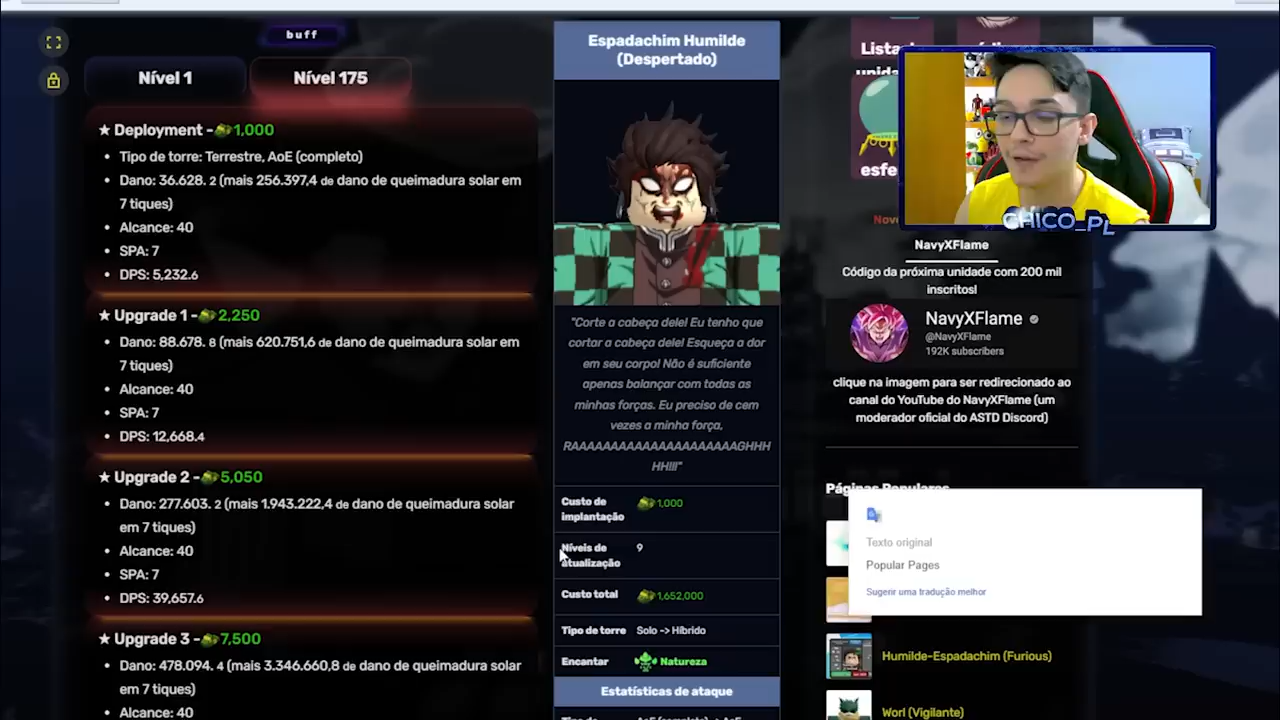 buff
Nível 1
Nível 175
★ Deployment - 1,000
• Tipo de torre: Terrestre, AoE (completo)
• Dano: 36.628. 2 (mais 256.397,4 de dano de queimadura solar em
7 tiques)
• Alcance: 40
• SPA: 7
• DPS: 5,232.6
★ Upgrade 1 - 2,250
• Dano: 88.678. 8 (mais 620.751,6 de dano de queimadura solar em
7 tiques)
• Alcance: 40
• SPA: 7
• DPS: 12,668.4
★ Upgrade 2 - 5,050
• Dano: 277.603. 2 (mais 1.943.222,4 de dano de queimadura solar
em 7 tiques)
• Alcance: 40
• SPA: 7
• DPS: 39,657.6
★ Upgrade 3 - 7,500
• Dano: 478.094. 4 (mais 3.346.660,8 de dano de queimadura solar
em 7 tiques)
• Alcance: 40
Espadachim Humilde
(Despertado)
"Corte a cabeça dele! Eu tenho que
cortar a cabeça dele! Esqueça a dor
em seu corpo! Não é suficiente
apenas balançar com todas as
minhas forças. Eu preciso de cem
vezes a minha força,
RAAAAAAAAAAAAAAAAAAAAAGHHH
HH!!!"
Custo de
implantação
1,000
Níveis de
atualização
9
Custo total
1,652,000
Tipo de torre
Solo -> Híbrido
Encantar
Natureza
Estatísticas de ataque
CHICO_PL
NavyXFlame
Código da próxima unidade com 200 mil
inscritos!
NavyXFlame
@NavyXFlame
192K subscribers
clique na imagem para ser redirecionado ao
canal do YouTube do NavyXFlame (um
moderador oficial do ASTD Discord)
Páginas Populares
Texto original
Popular Pages
Sugerir uma tradução melhor
Humilde-Espadachim (Furious)
Worl (Vigilante)